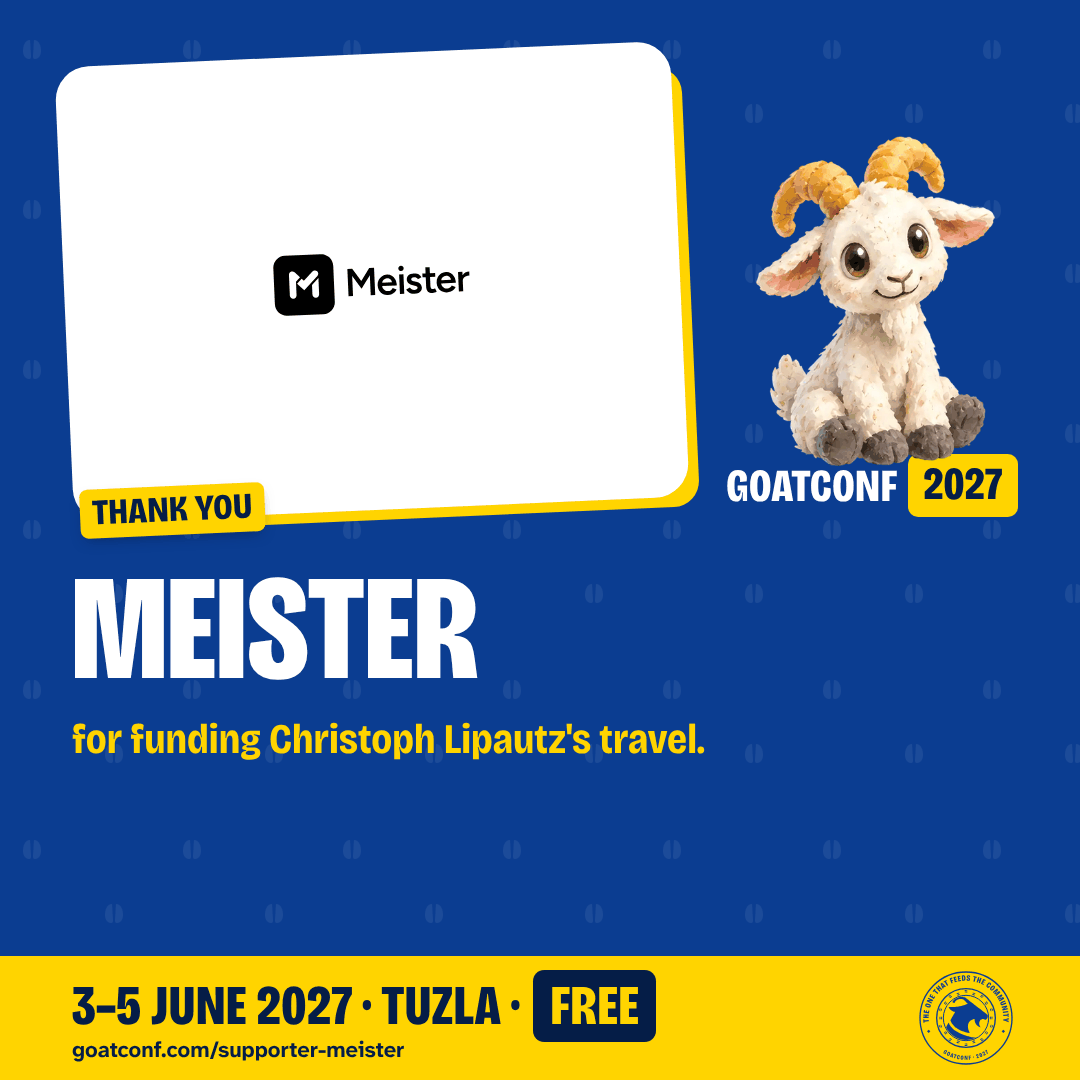 Meister
THANK YOU
GOATCONF 2027
MEISTER
for funding Christoph Lipautz's travel.
3–5 JUNE 2027 · TUZLA · FREE
goatconf.com/supporter-meister
THE ONE THAT FEEDS THE COMMUNITY
GOATCONF · 2027